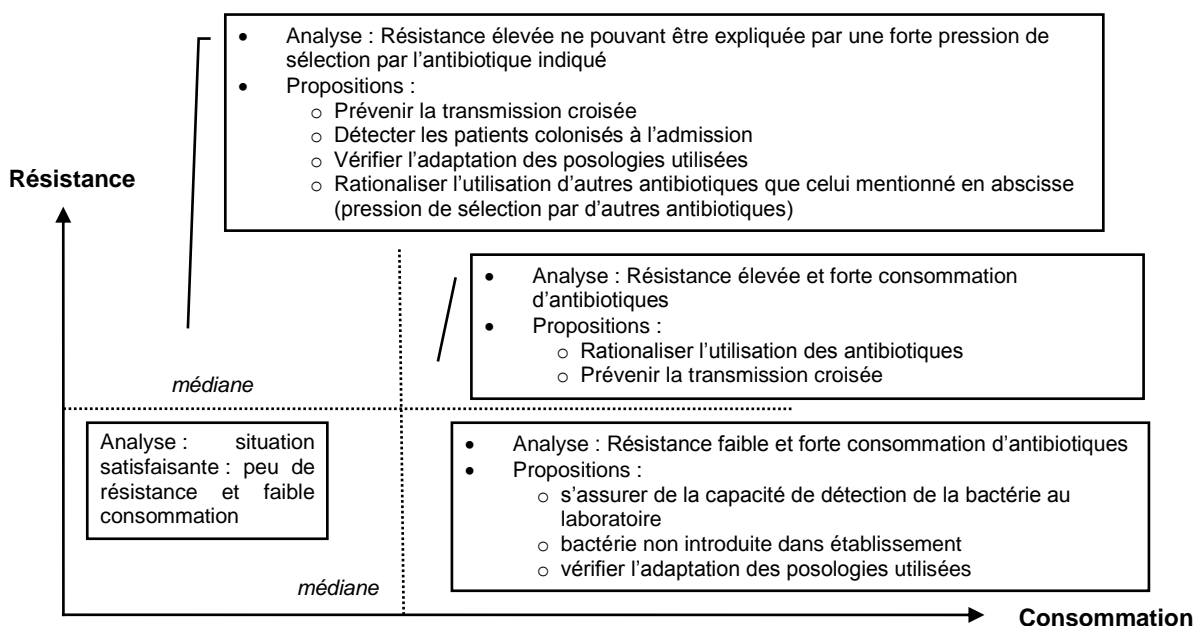 • Analyse : Résistance élevée ne pouvant être expliquée par une forte pression de
sélection par l’antibiotique indiqué
• Propositions :
o Prévenir la transmission croisée
o Détecter les patients colonisés à l’admission
o Vérifier l’adaptation des posologies utilisées
o Rationaliser l’utilisation d’autres antibiotiques que celui mentionné en abscisse
(pression de sélection par d’autres antibiotiques)
Résistance
• Analyse : Résistance élevée et forte consommation
d’antibiotiques
• Propositions :
o Rationaliser l’utilisation des antibiotiques
o Prévenir la transmission croisée
médiane
Analyse : situation
satisfaisante : peu de
résistance et faible
consommation
• Analyse : Résistance faible et forte consommation d’antibiotiques
• Propositions :
o s’assurer de la capacité de détection de la bactérie au
laboratoire
o bactérie non introduite dans établissement
o vérifier l’adaptation des posologies utilisées
médiane
Consommation